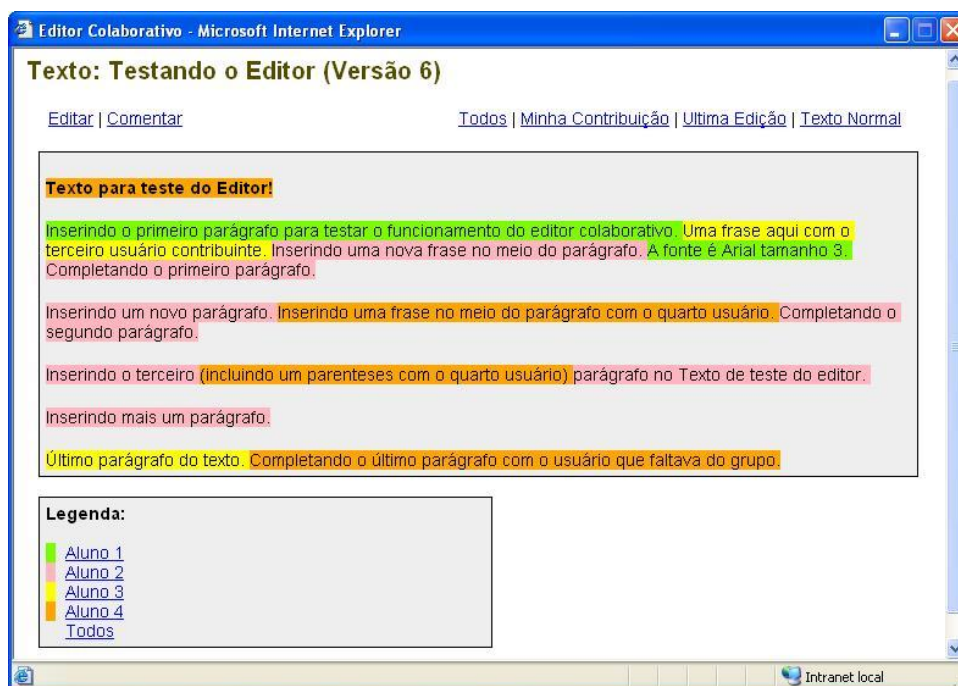 Editor Colaborativo - Microsoft Internet Explorer
Texto: Testando o Editor (Versão 6)
Editar | Comentar
Todos | Minha Contribuição | Ultima Edição | Texto Normal
Texto para teste do Editor!
Inserindo o primeiro parágrafo para testar o funcionamento do editor colaborativo. Uma frase aqui com o
terceiro usuário contribuinte. Inserindo uma nova frase no meio do parágrafo. A fonte é Arial tamanho 3.
Completando o primeiro parágrafo.
Inserindo um novo parágrafo. Inserindo uma frase no meio do parágrafo com o quarto usuário. Completando o
segundo parágrafo.
Inserindo o terceiro (incluindo um parenteses com o quarto usuário) parágrafo no Texto de teste do editor.
Inserindo mais um parágrafo.
Último parágrafo do texto. Completando o último parágrafo com o usuário que faltava do grupo.
Legenda:
Aluno 1
Aluno 2
Aluno 3
Aluno 4
Todos
Intranet local